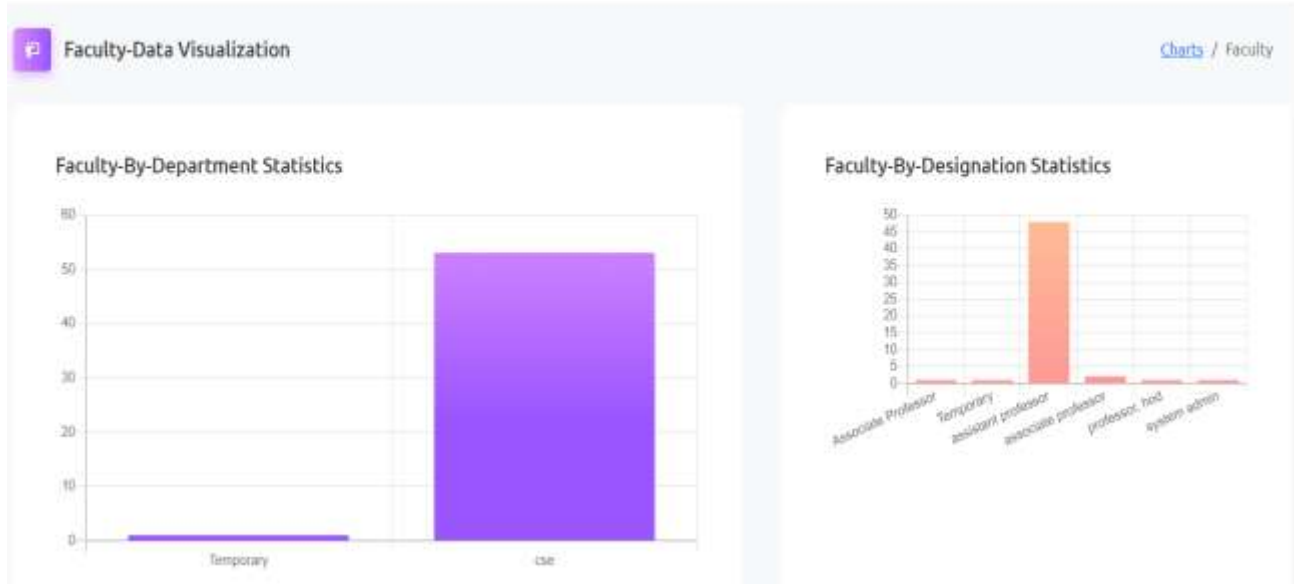 Faculty-Data Visualization
Charts / Faculty
Faculty-By-Department Statistics
60
50
40
30
20
10
0
Temporary
cse
Faculty-By-Designation Statistics
50
45
40
35
30
25
20
15
10
5
0
Associate Professor
Temporary
assistant professor
associate professor
professor, hod
system admin